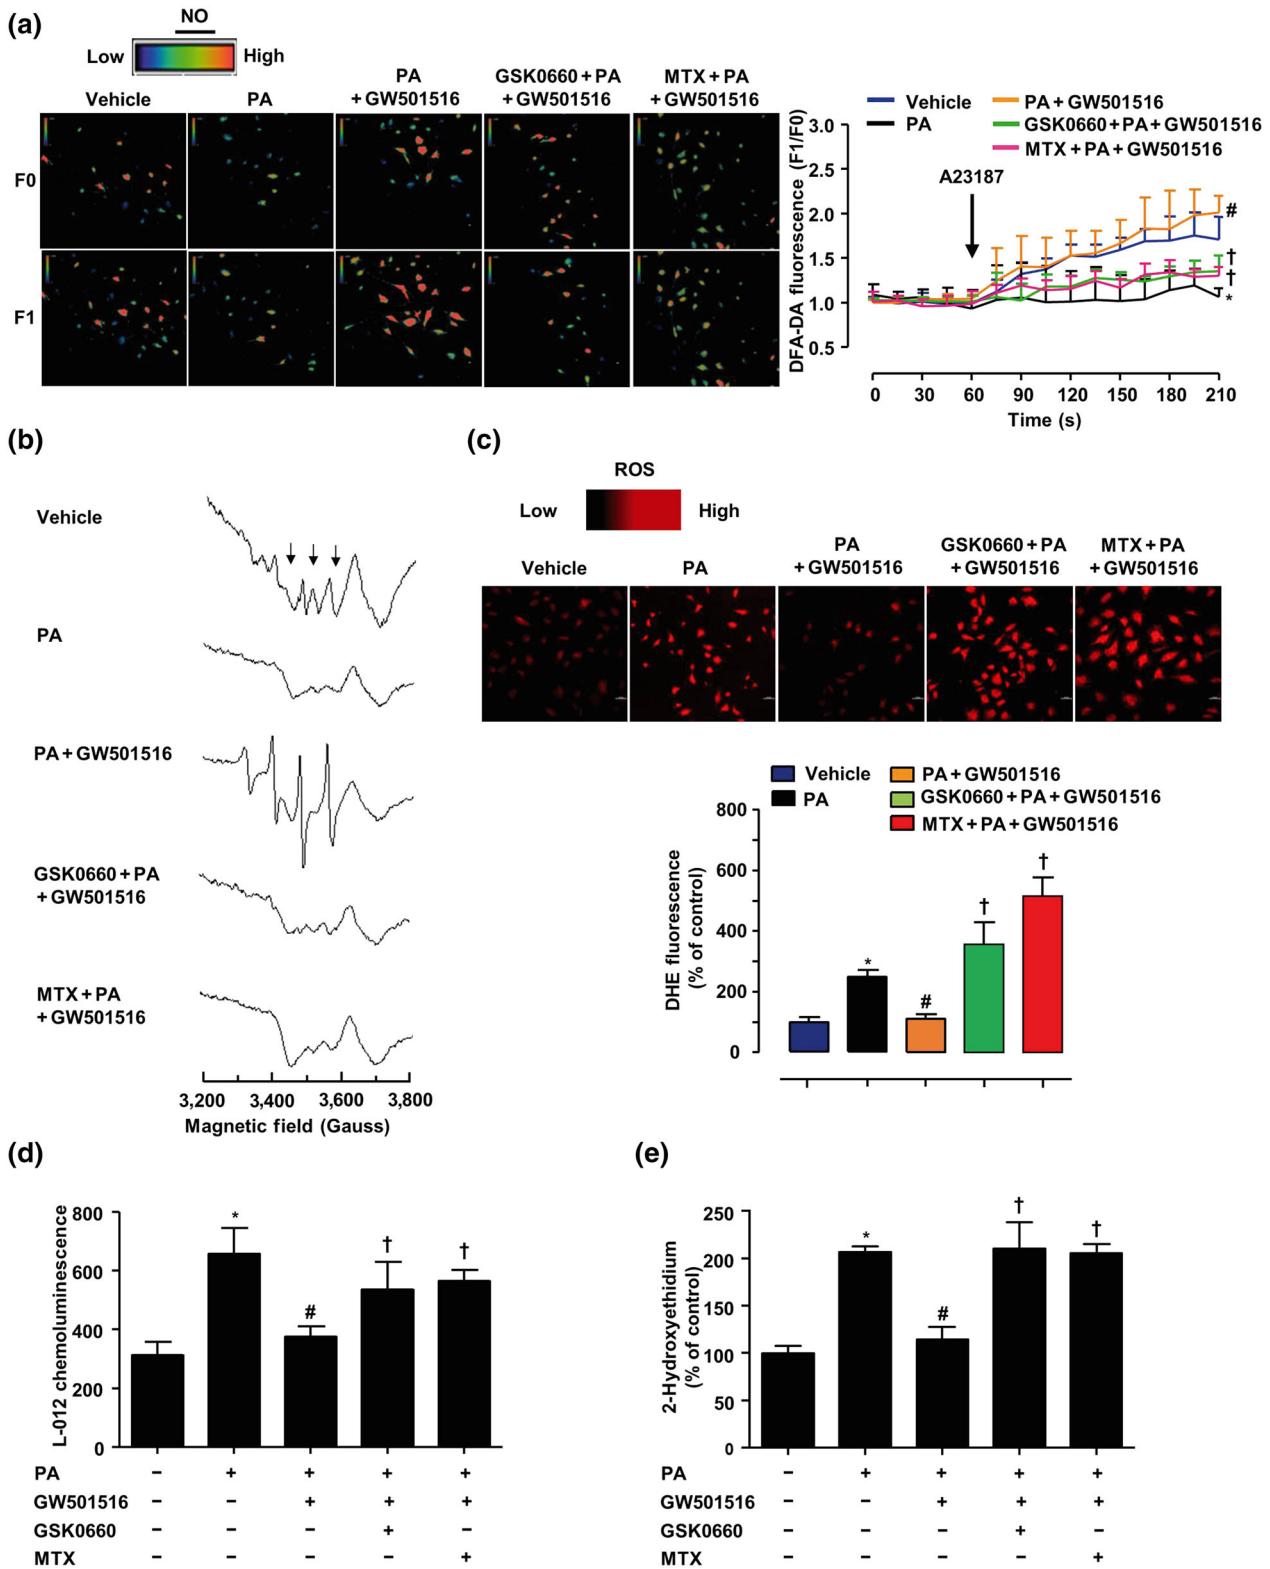 (a)
NO
Low High
Vehicle
PA
PA
+GW501516
GSK0660+PA
+GW501516
MTX+PA
+GW501516
F0
F1
Vehicle
PA
PA+GW501516
GSK0660+PA+GW501516
MTX+PA+GW501516
DFA-DA fluorescence (F1/F0)
3.0
2.5
2.0
1.5
1.0
0.5
A23187
#
†
†
*
0 30 60 90 120 150 180 210
Time (s)
(b)
Vehicle
PA
PA+GW501516
GSK0660+PA
+GW501516
MTX+PA
+GW501516
3,200 3,400 3,600 3,800
Magnetic field (Gauss)
(c)
ROS
Low High
Vehicle
PA
PA
+GW501516
GSK0660+PA
+GW501516
MTX+PA
+GW501516
Vehicle
PA
PA+GW501516
GSK0660+PA+GW501516
MTX+PA+GW501516
DHE fluorescence
(% of control)
800
600
400
200
0
*
#
†
†
(d)
L-012 chemoluminescence
800
600
400
200
0
*
#
†
†
PA − + + + +
GW501516 − − + + +
GSK0660 − − − + −
MTX − − − − +
(e)
2-Hydroxyethidium
(% of control)
250
200
150
100
50
0
*
#
†
†
PA − + + + +
GW501516 − − + + +
GSK0660 − − − + −
MTX − − − − +